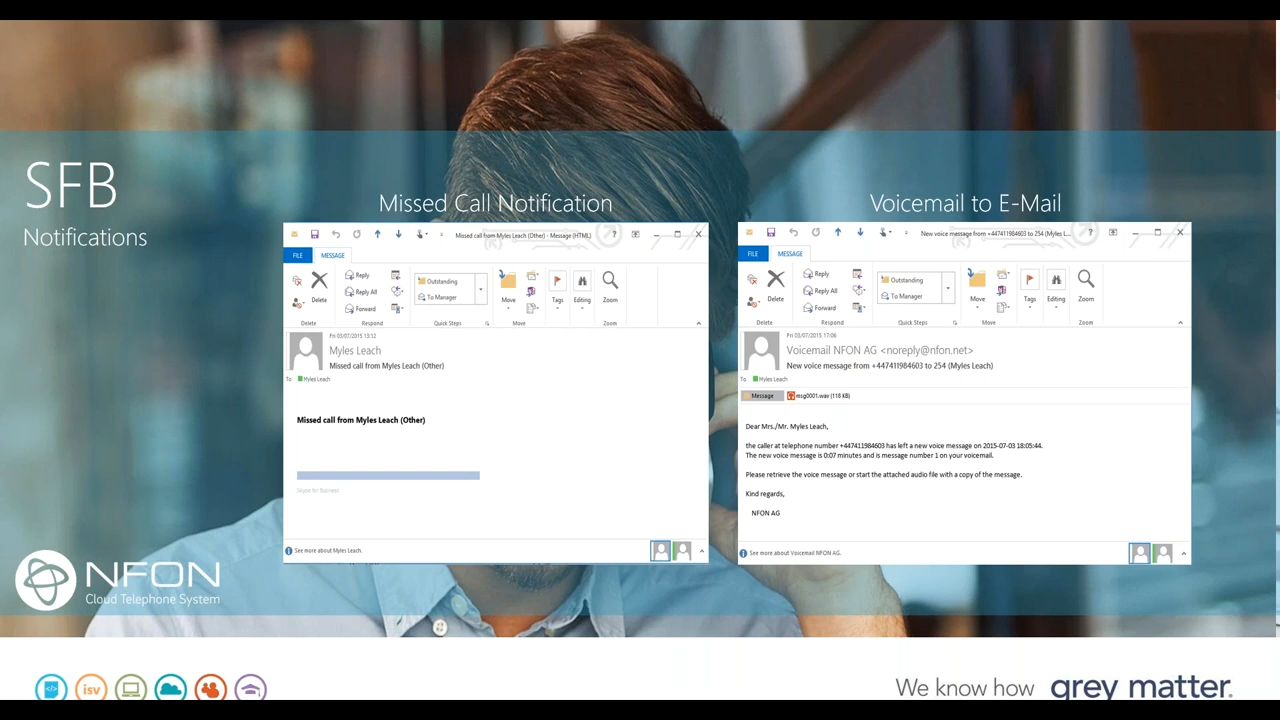 SFB
Notifications
Missed Call Notification
Missed call from Myles Leach (Other) - Message (HTML)
FILE
MESSAGE
Delete
Reply
Reply All
Forward
Outstanding
To Manager
Move
Tags
Editing
Zoom
Delete
Respond
Quick Steps
Move
Zoom
Fri 03/07/2015 13:12
Myles Leach
Missed call from Myles Leach (Other)
To Myles Leach
Missed call from Myles Leach (Other)
Skype for Business
See more about Myles Leach.
Voicemail to E-Mail
New voice message from +447411984603 to 254 (Myles L...
FILE
MESSAGE
Delete
Reply
Reply All
Forward
Outstanding
To Manager
Move
Tags
Editing
Zoom
Delete
Respond
Quick Steps
Move
Zoom
Fri 03/07/2015 17:06
Voicemail NFON AG <noreply@nfon.net>
New voice message from +447411984603 to 254 (Myles Leach)
To Myles Leach
Message msg0001.wav (118 KB)
Dear Mrs./Mr. Myles Leach,
the caller at telephone number +447411984603 has left a new voice message on 2015-07-03 18:05:44.
The new voice message is 0:07 minutes and is message number 1 on your voicemail.
Please retrieve the voice message or start the attached audio file with a copy of the message.
Kind regards,
NFON AG
See more about Voicemail NFON AG.
NFON
Cloud Telephone System
isv
We know how grey matter.